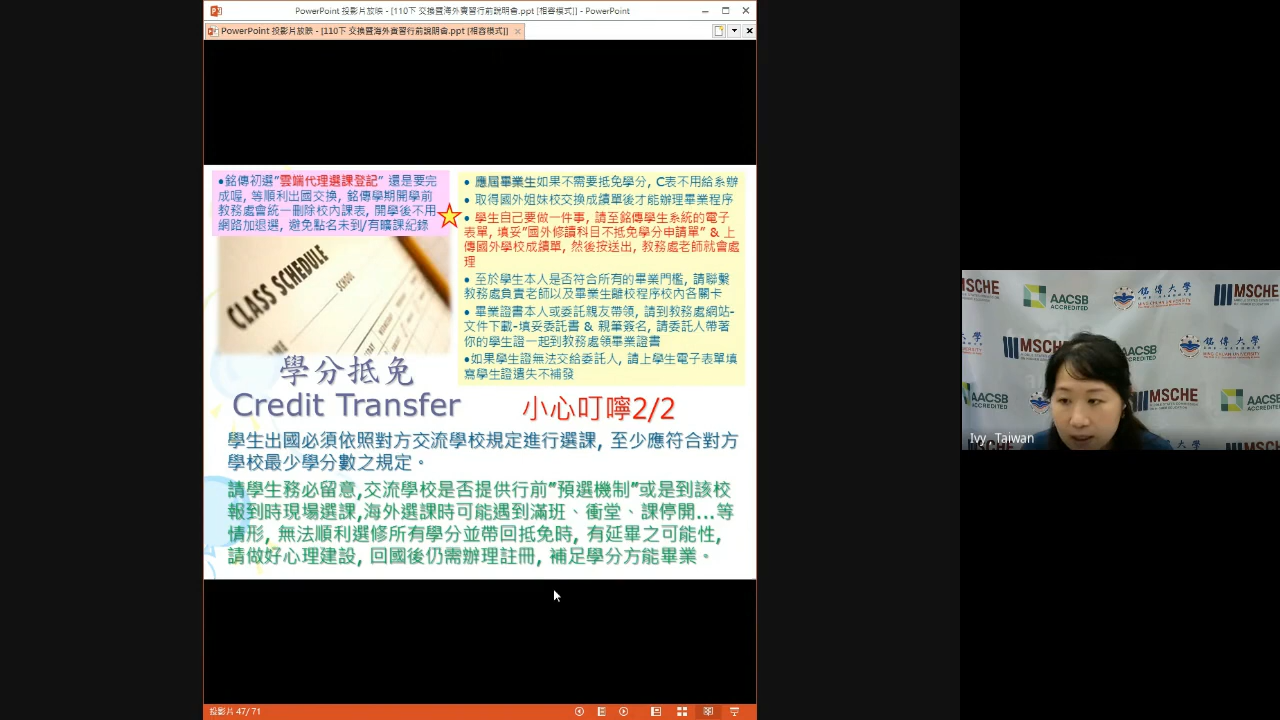 PowerPoint 投影片放映 - [110下 交換暨海外實習行前說明會.ppt [相容模式]] - PowerPoint
PowerPoint 投影片放映 - [110下 交換暨海外實習行前說明會.ppt [相容模式]]
•銘傳初選"雲端代理選課登記" 還是要完
成喔, 等順利出國交換, 銘傳學期開學前
教務處會統一刪除校內課表, 開學後不用
網路加退選, 避免點名未到/有曠課紀錄
CLASS SCHEDULE
SCHOOL
• 應屆畢業生如果不需要抵免學分, C表不用給系辦
• 取得國外姐妹校交換成績單後才能辦理畢業程序
• 學生自己要做一件事, 請至銘傳學生系統的電子
表單, 填妥"國外修讀科目不抵免學分申請單" & 上
傳國外學校成績單, 然後按送出, 教務處老師就會處
理
• 至於學生本人是否符合所有的畢業門檻, 請聯繫
教務處負責老師以及畢業生離校程序校內各關卡
• 畢業證書本人或委託親友帶領, 請到教務處網站-
文件下載-填妥委託書 & 親筆簽名, 請委託人帶著
你的學生證一起到教務處領畢業證書
•如果學生證無法交給委託人, 請上學生電子表單填
寫學生證遺失不補發
學分抵免
Credit Transfer
小心叮嚀2/2
學生出國必須依照對方交流學校規定進行選課, 至少應符合對方
學校最少學分數之規定。
請學生務必留意,交流學校是否提供行前"預選機制"或是到該校
報到時現場選課,海外選課時可能遇到滿班、衝堂、課停開...等
情形, 無法順利選修所有學分並帶回抵免時, 有延畢之可能性,
請做好心理建設, 回國後仍需辦理註冊, 補足學分方能畢業。
投影片 47/ 71
MSCHE
AACSB
ACCREDITED
銘傳大學
MING CHUAN UNIVERSITY
MSCHE
MSCHE
AACSB
銘傳大學
MING CHUAN UNIVERSITY
AACSB
ACCREDITED
MSCHE
AACSB
ACCREDITED
Ivy , Taiwan
MSCHE